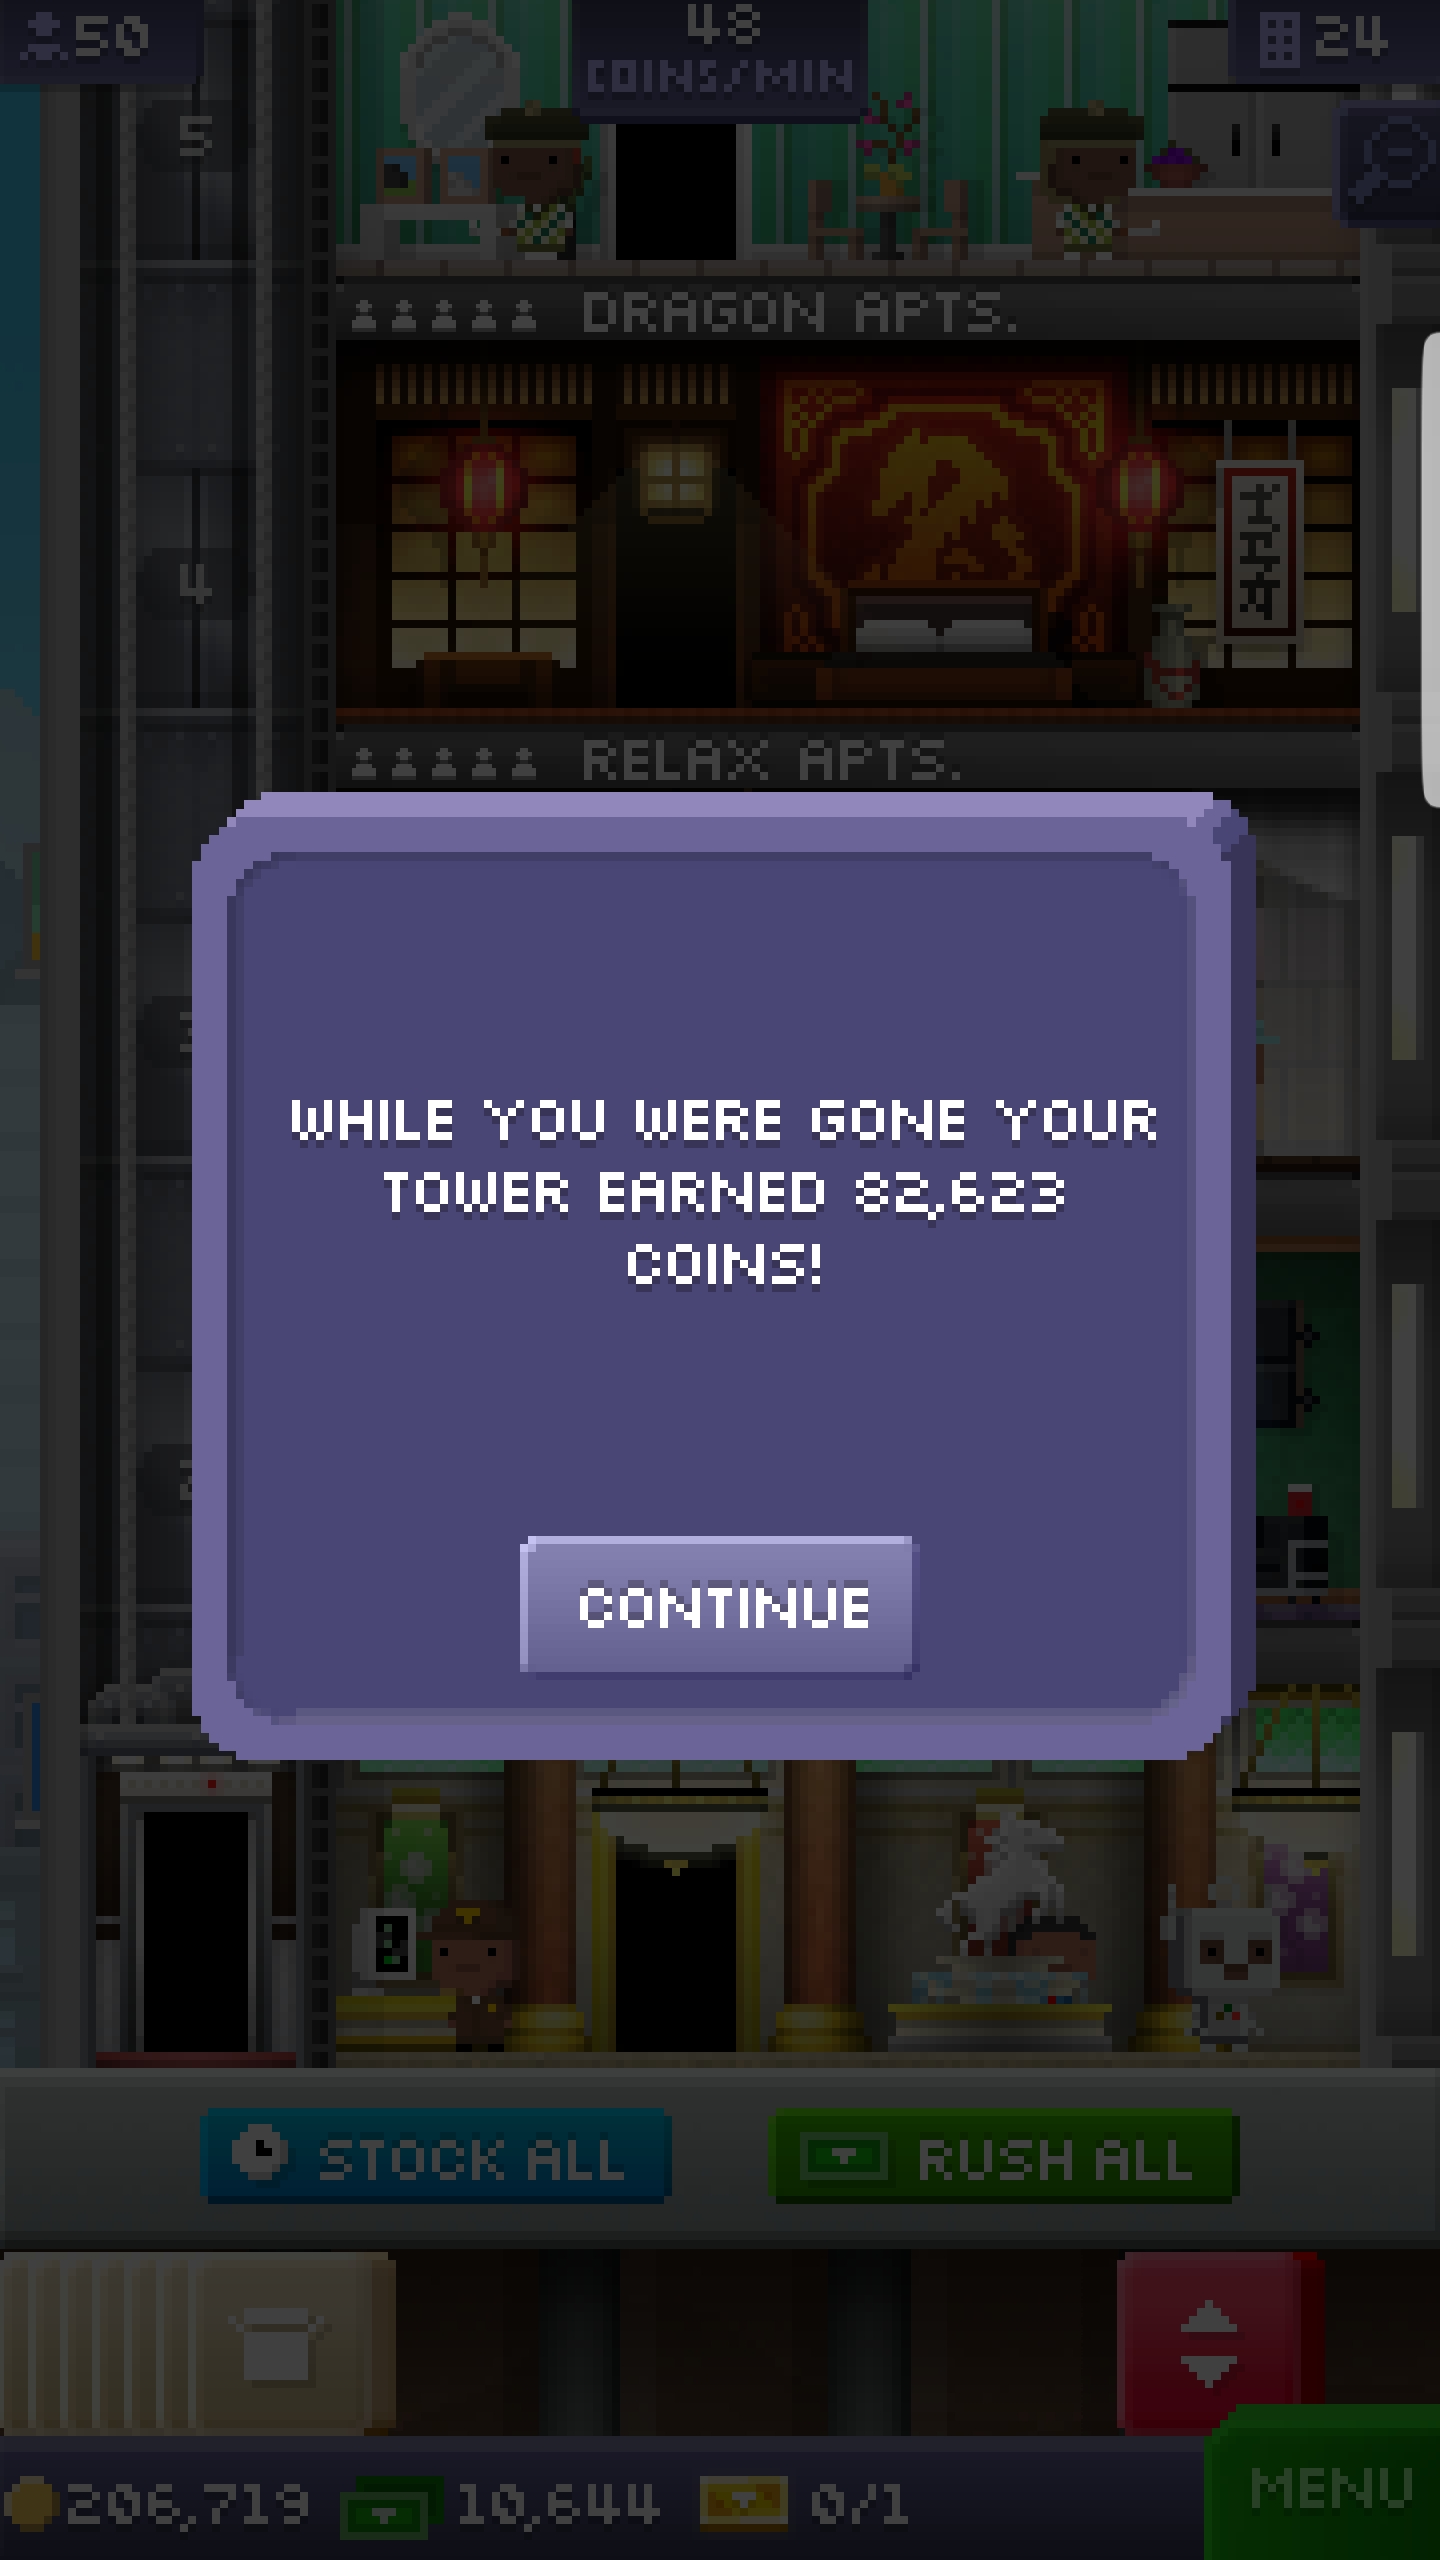 50
48
COINS/MIN
24
5
DRAGON APTS.
4
RELAX APTS.
WHILE YOU WERE GONE YOUR
TOWER EARNED 82,623
COINS!
CONTINUE
STOCK ALL
RUSH ALL
206,719
10,644
0/1
MENU